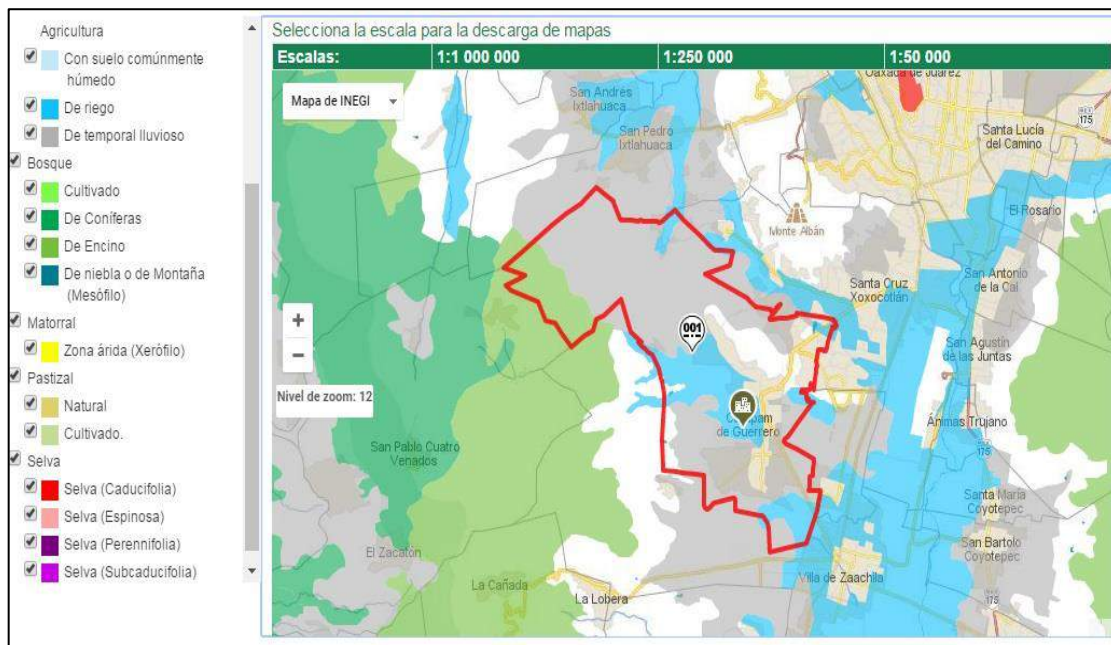 Agricultura
Con suelo comúnmente
húmedo
De riego
De temporal lluvioso
Bosque
Cultivado
De Coníferas
De Encino
De niebla o de Montaña
(Mesófilo)
Matorral
Zona árida (Xerófilo)
Pastizal
Natural
Cultivado.
Selva
Selva (Caducifolia)
Selva (Espinosa)
Selva (Perennifolia)
Selva (Subcaducifolia)
Selecciona la escala para la descarga de mapas
Escalas: 1:1 000 000 1:250 000 1:50 000
Mapa de INEGI
+
−
Nivel de zoom: 12
Oaxaca de Juárez
San Andrés
Ixtlahuaca
San Pedro
Ixtlahuaca
175
Santa Lucía
del Camino
El Rosario
Monte Albán
Santa Cruz
Xoxocotlán
San Antonio
de la Cal
San Agustín
de las Juntas
001
Ánimas Trujano
de Guerrero
175
San Pablo Cuatro
Venados
Santa María
Coyotepec
San Bartolo
Coyotepec
El Zacatón
Villa de Zaachila
La Cañada
La Lobera
175